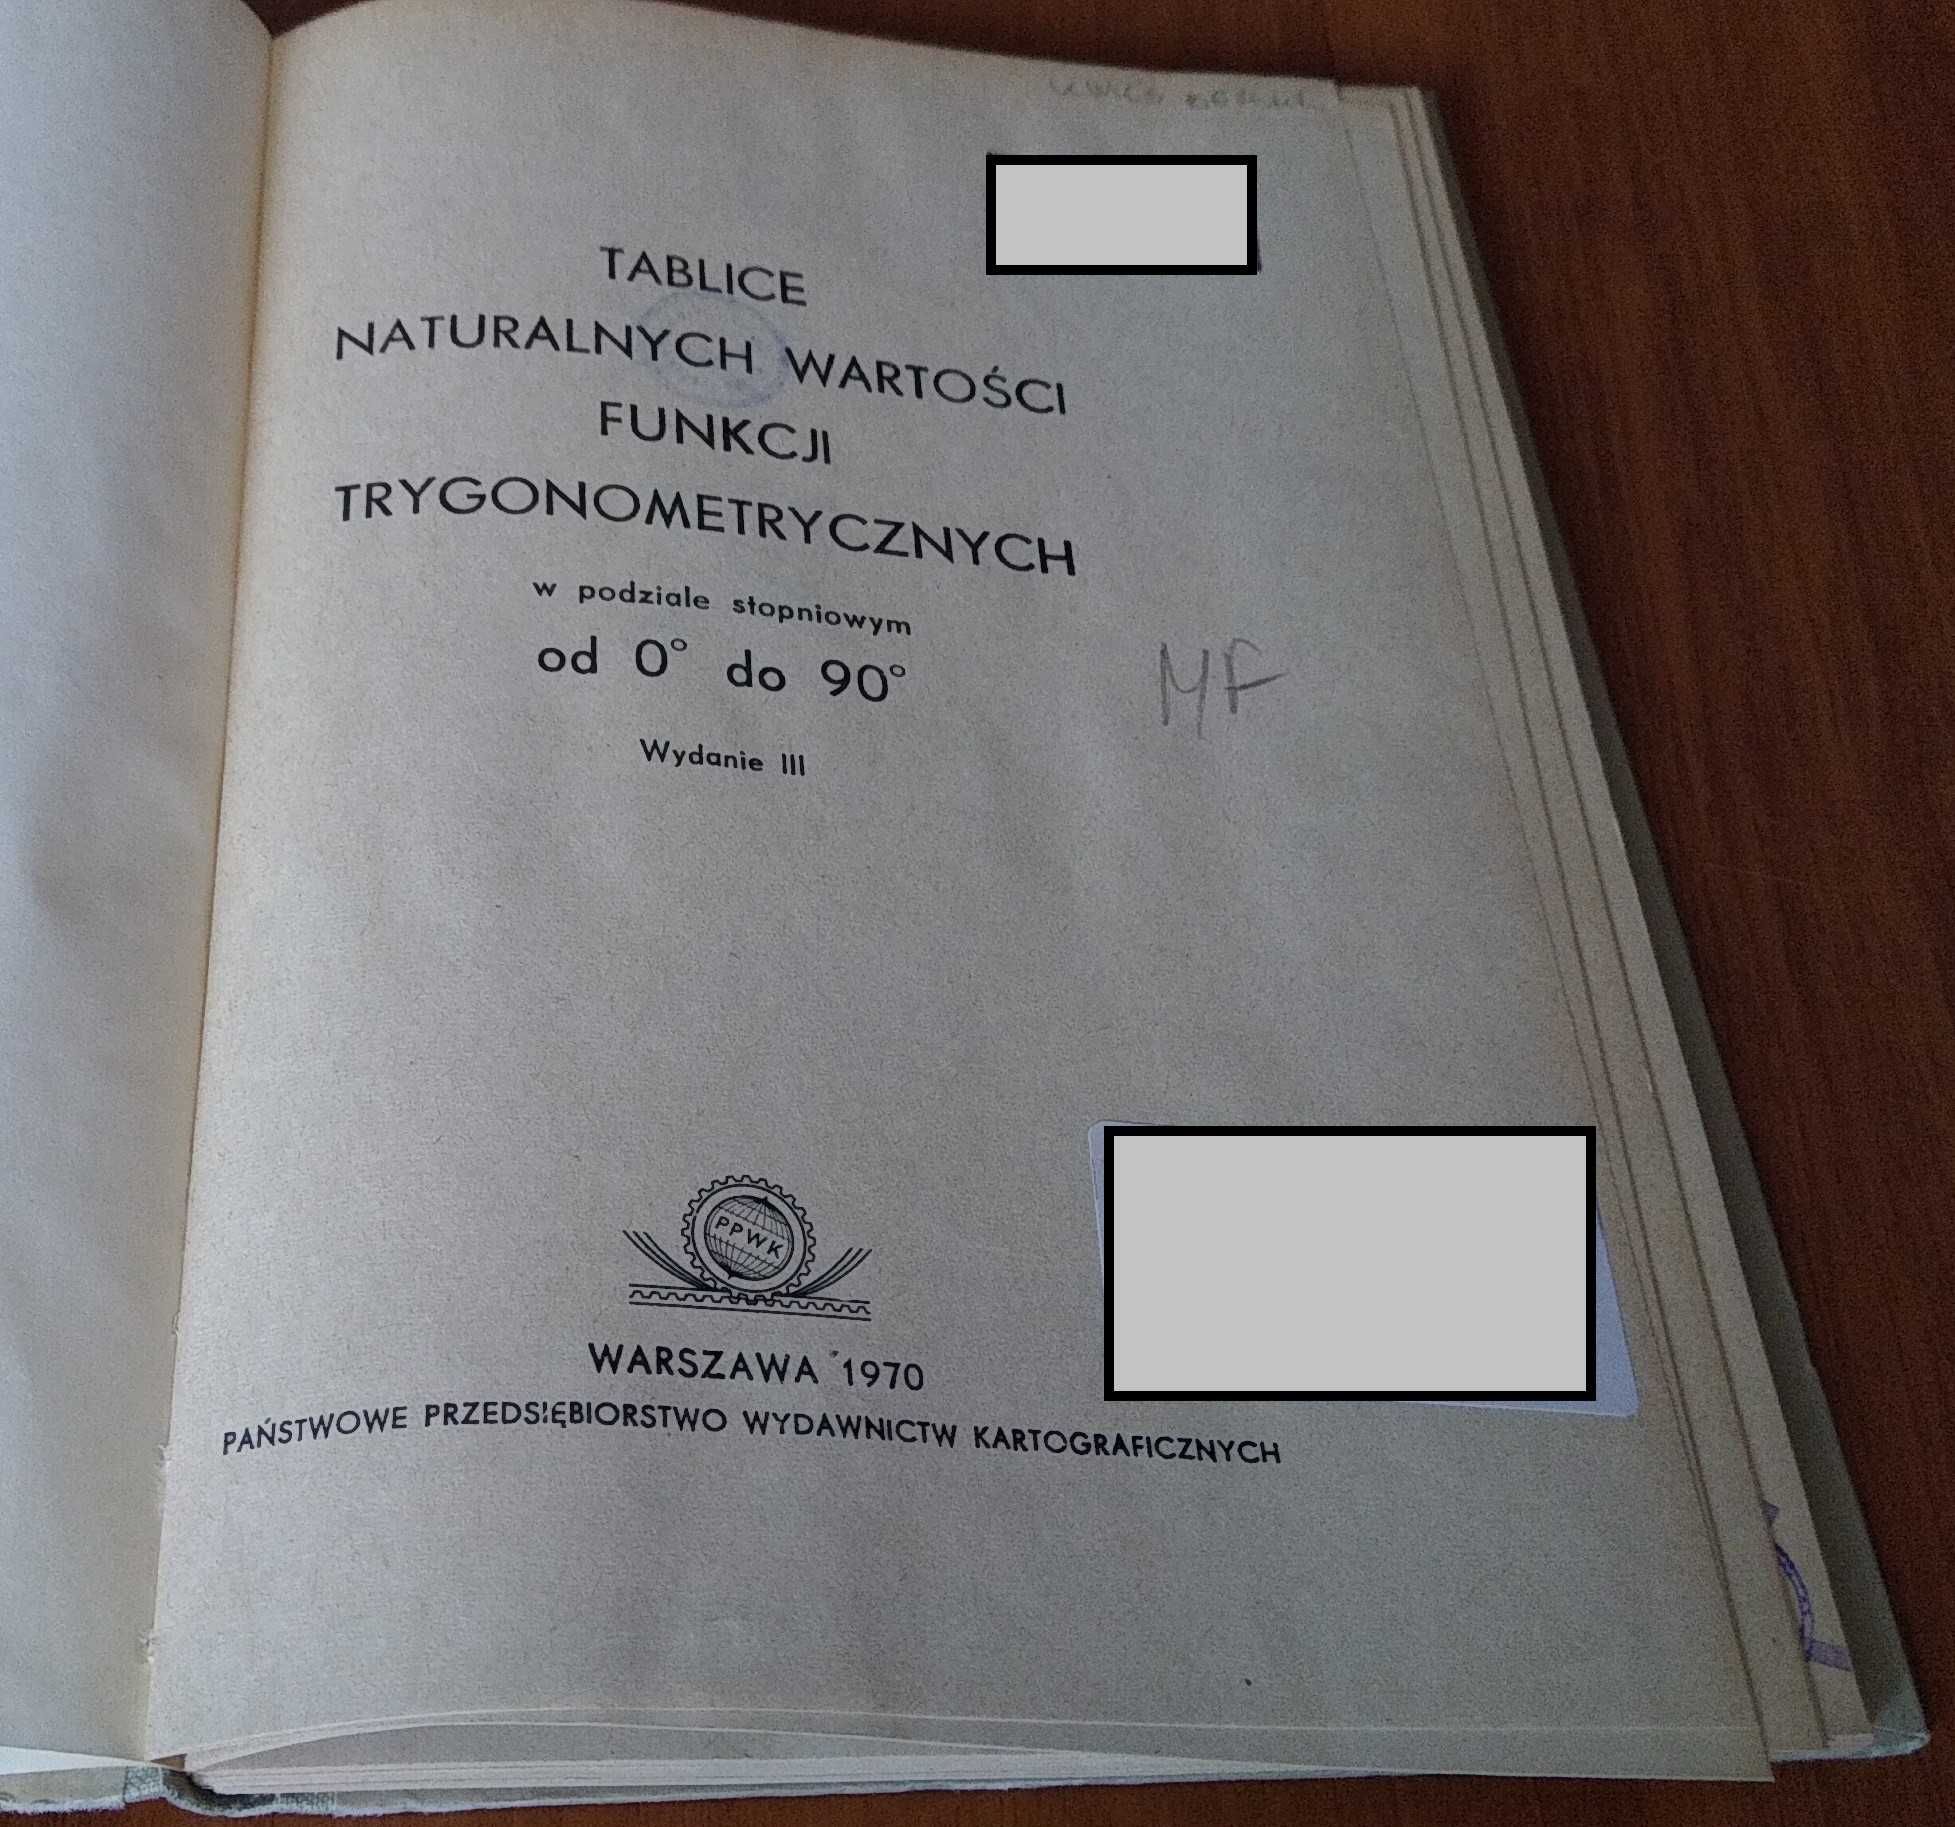 TABLICE
NATURALNYCH WARTOŚCI
FUNKCJI
TRYGONOMETRYCZNYCH
w podziale stopniowym
od 0° do 90°
MF
Wydanie III
PPWK
WARSZAWA 1970
PAŃSTWOWE PRZEDSIĘBIORSTWO WYDAWNICTW KARTOGRAFICZNYCH